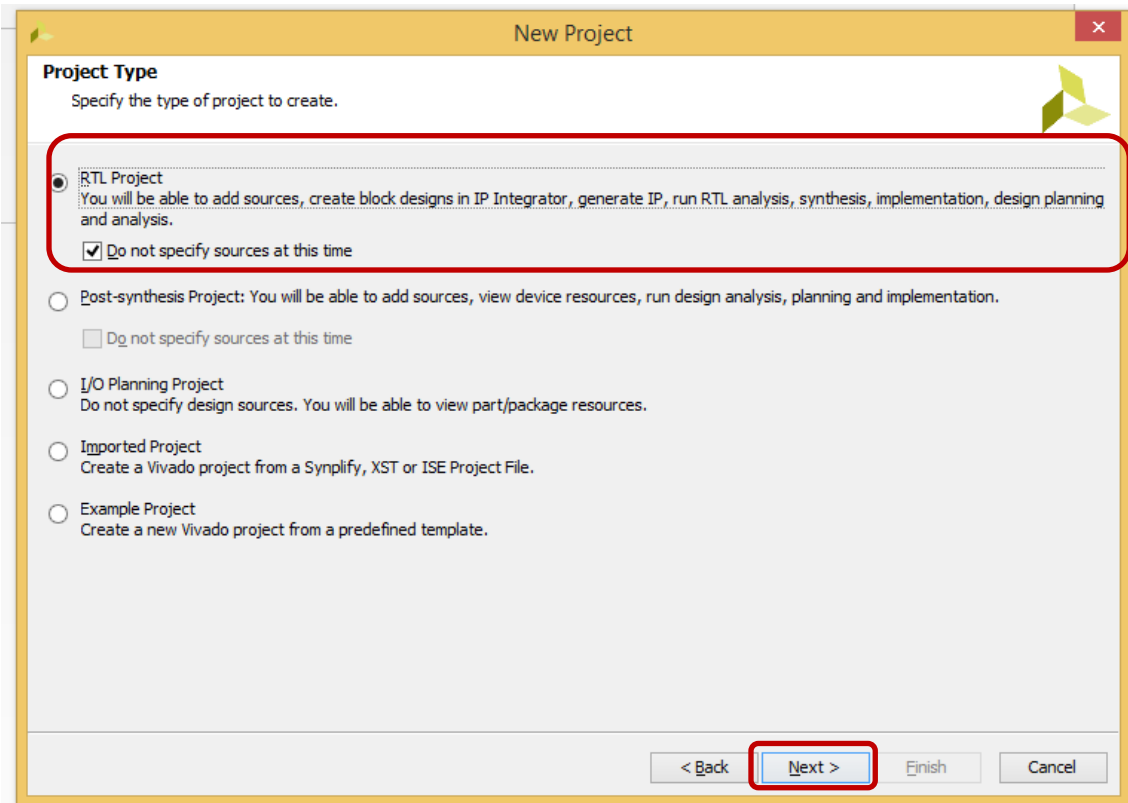 New Project
Project Type
Specify the type of project to create.
RTL Project
You will be able to add sources, create block designs in IP Integrator, generate IP, run RTL analysis, synthesis, implementation, design planning
and analysis.
Do not specify sources at this time
Post-synthesis Project: You will be able to add sources, view device resources, run design analysis, planning and implementation.
Do not specify sources at this time
I/O Planning Project
Do not specify design sources. You will be able to view part/package resources.
Imported Project
Create a Vivado project from a Synplify, XST or ISE Project File.
Example Project
Create a new Vivado project from a predefined template.
< Back Next > Finish Cancel